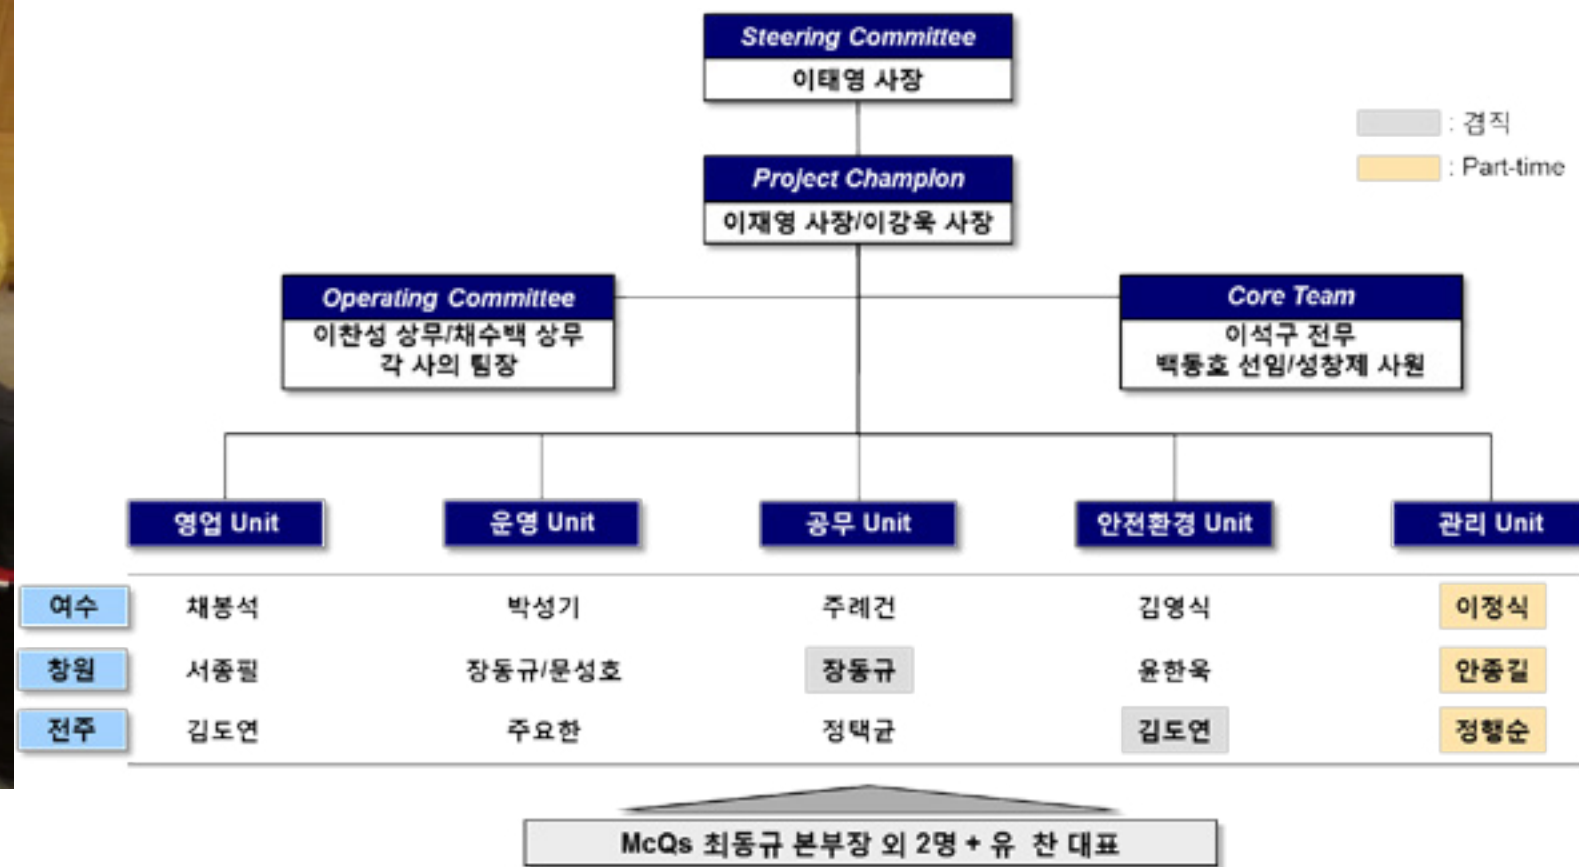 Steering Committee
이태영 사장
: 겸직
: Part-time
Project Champion
이재영 사장/이강욱 사장
Operating Committee
이찬성 상무/채수백 상무
각 사의 팀장
Core Team
이석구 전무
백동호 선임/성창제 사원
영업 Unit 운영 Unit 공무 Unit 안전환경 Unit 관리 Unit
여수 채봉석 박성기 주례건 김영식 이정식
창원 서종필 장동규/문성호 장동규 윤한욱 안종길
전주 김도연 주요한 정택균 김도연 정행순
McQs 최동규 본부장 외 2명 + 유 찬 대표